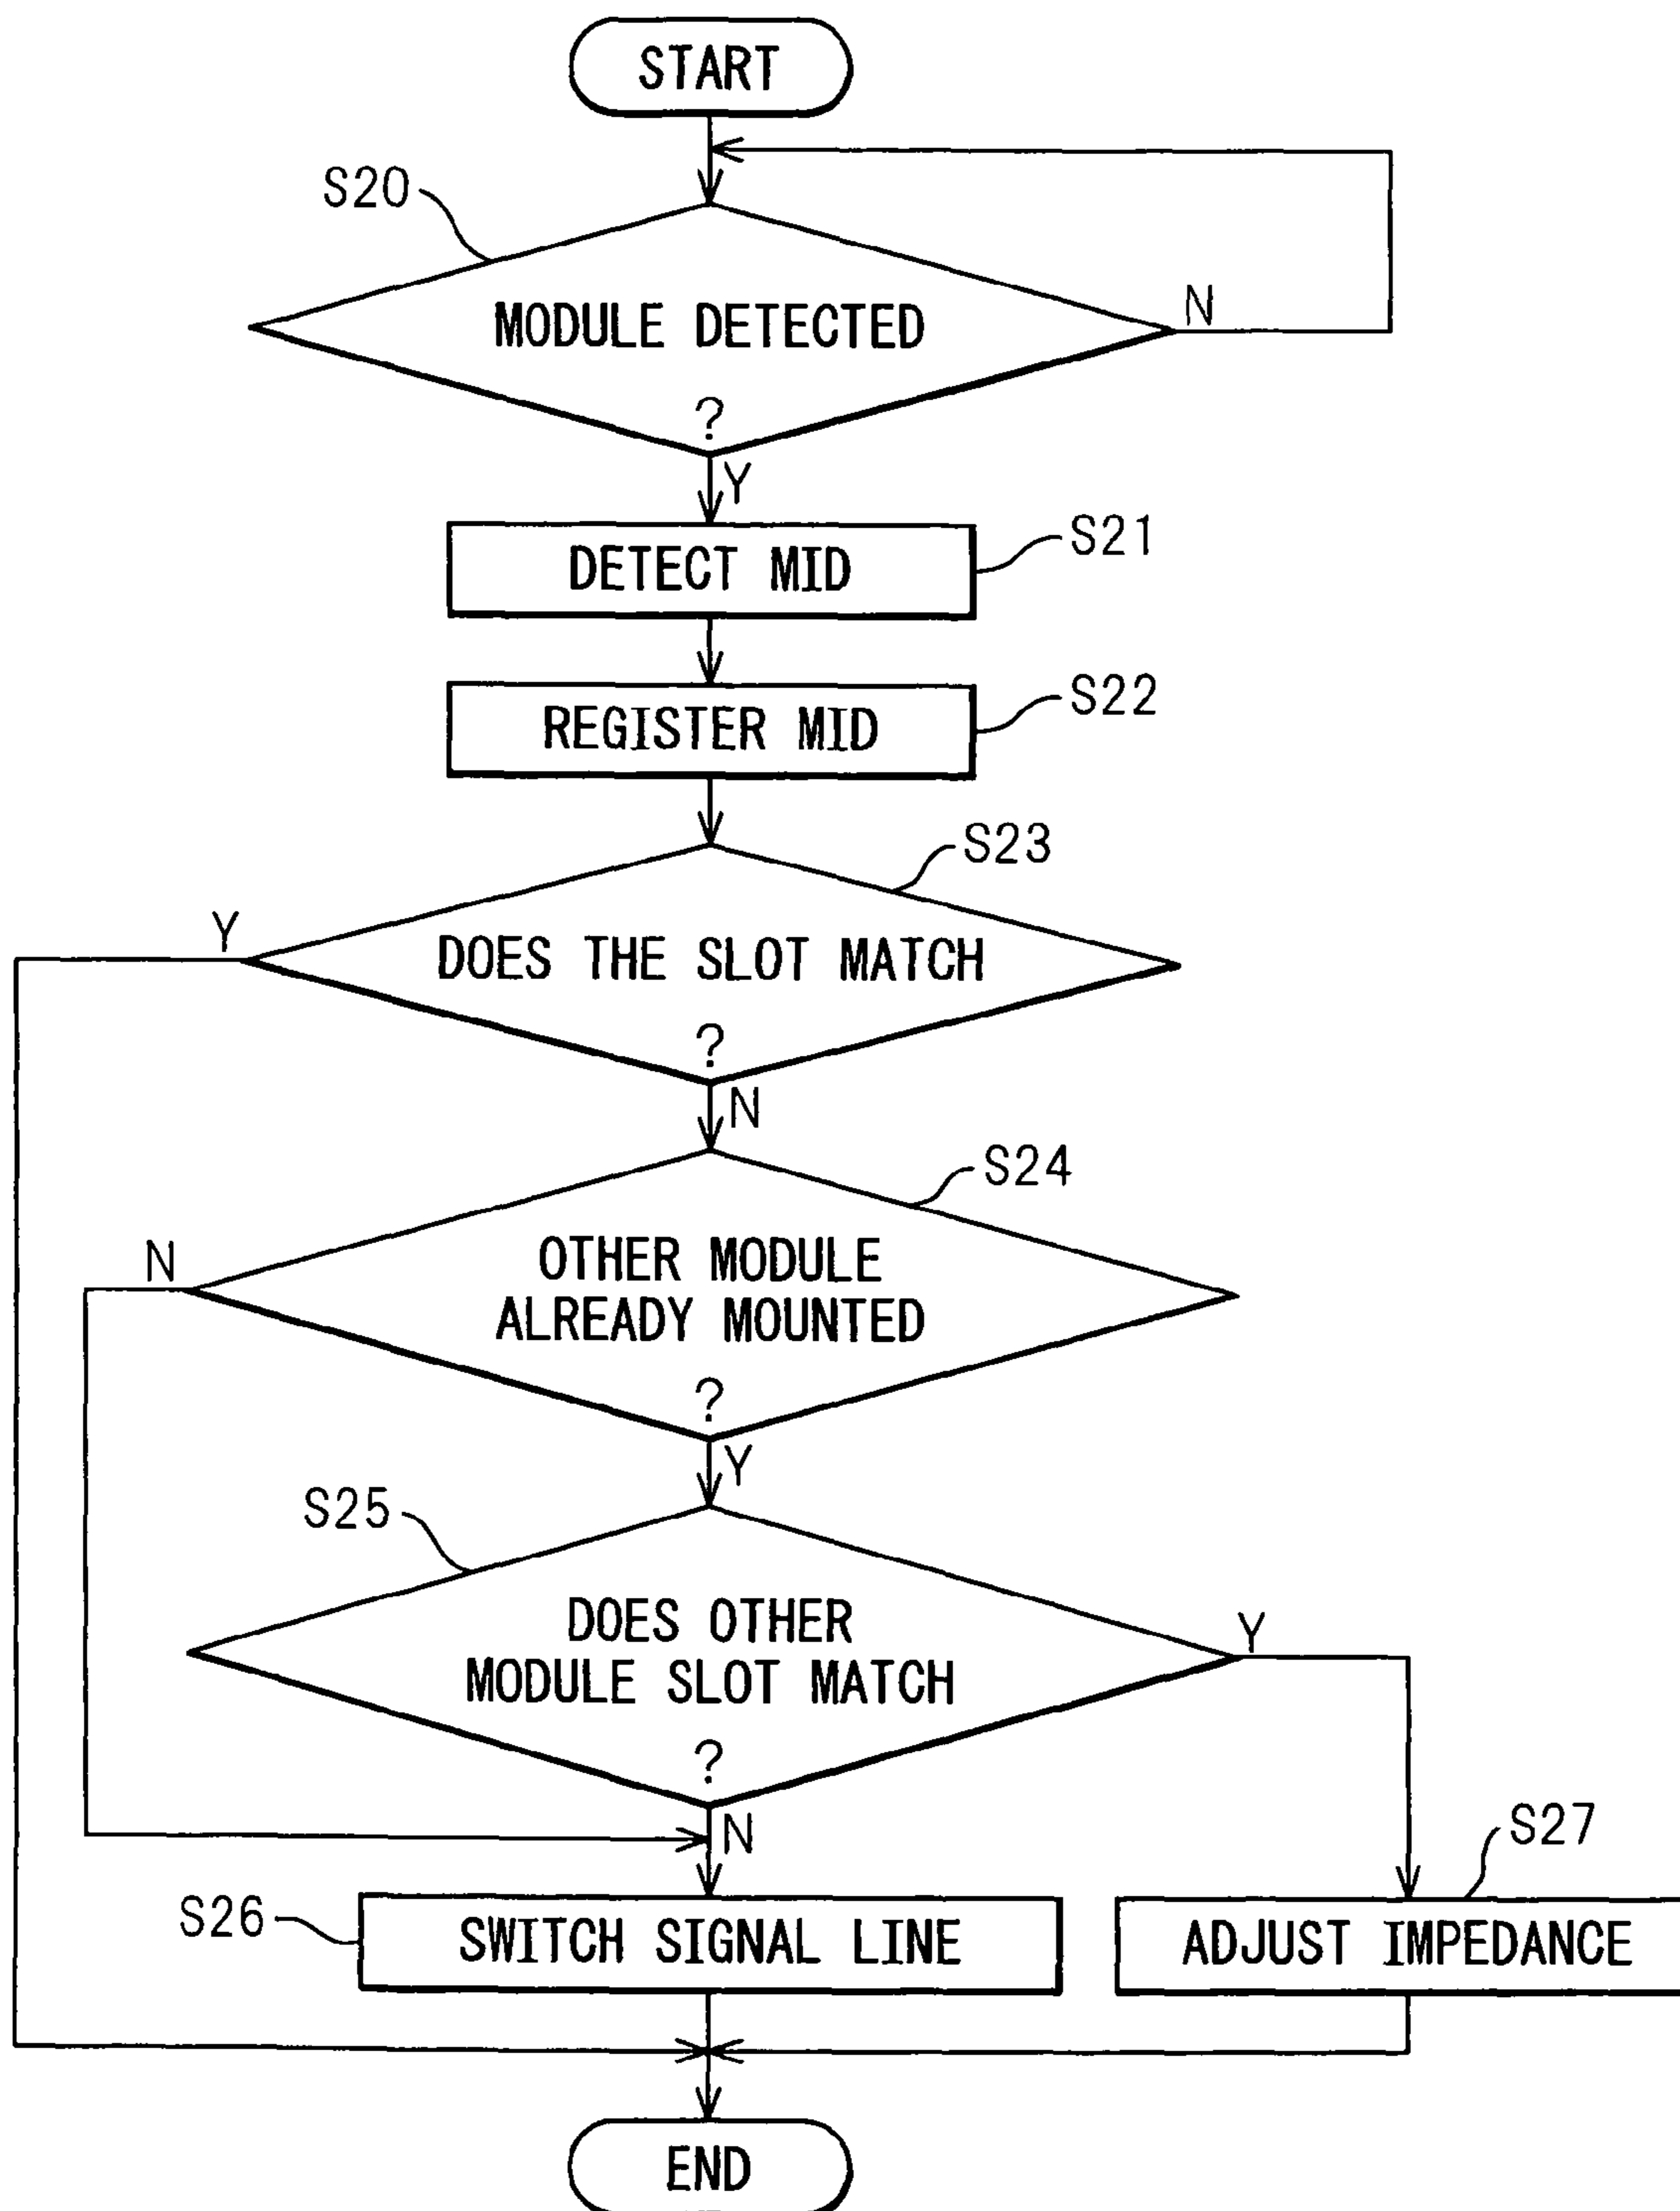 START
S20
MODULE DETECTED
?
N
Y
DETECT MID
S21
REGISTER MID
S22
S23
Y
DOES THE SLOT MATCH
?
N
S24
N
OTHER MODULE
ALREADY MOUNTED
?
Y
S25
DOES OTHER
MODULE SLOT MATCH
?
Y
N
S27
S26
SWITCH SIGNAL LINE
ADJUST IMPEDANCE
END